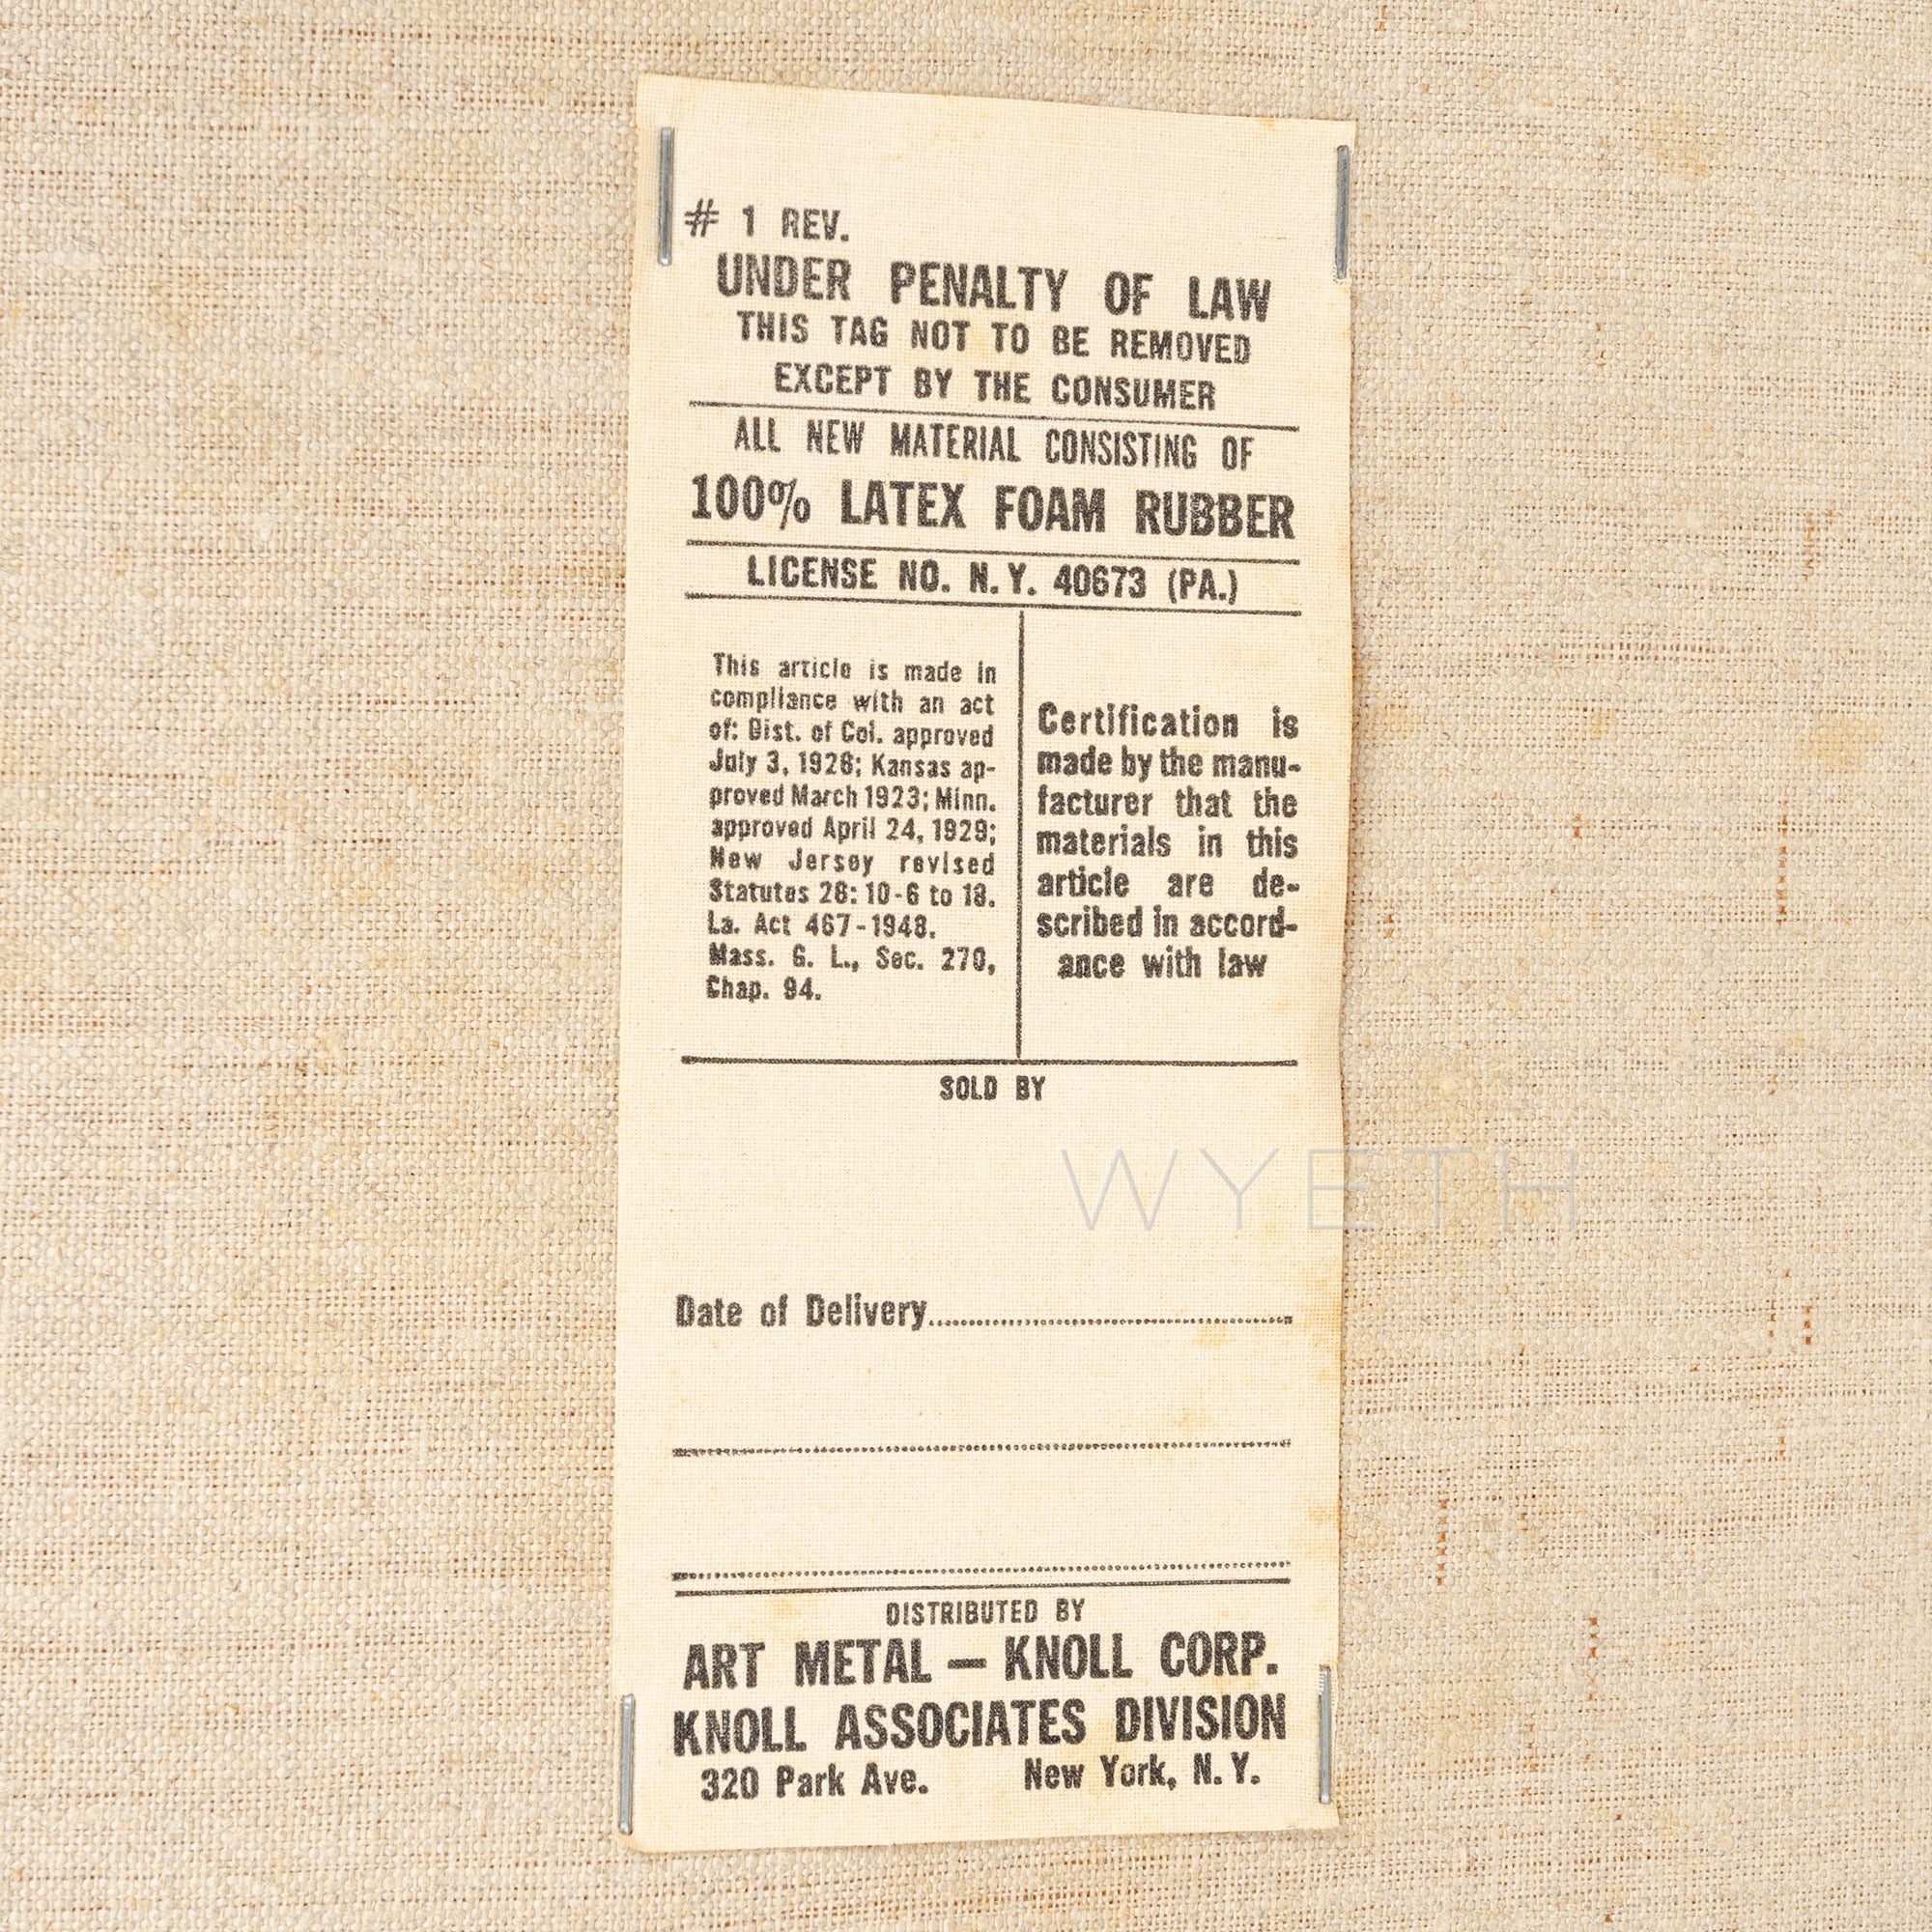 # 1 REV.
UNDER PENALTY OF LAW
THIS TAG NOT TO BE REMOVED
EXCEPT BY THE CONSUMER
ALL NEW MATERIAL CONSISTING OF
100% LATEX FOAM RUBBER
LICENSE NO. N.Y. 40673 (PA.)
This article is made in
compliance with an act
of: Dist. of Col. approved
July 3, 1926; Kansas ap-
proved March 1923; Minn.
approved April 24, 1929;
New Jersey revised
Statutes 26: 10-6 to 18.
La. Act 467-1948.
Mass. G. L., Sec. 270,
Chap. 94.
Certification is
made by the manu-
facturer that the
materials in this
article are de-
scribed in accord-
ance with law
SOLD BY
WYETH
Date of Delivery
DISTRIBUTED BY
ART METAL — KNOLL CORP.
KNOLL ASSOCIATES DIVISION
320 Park Ave. New York, N.Y.